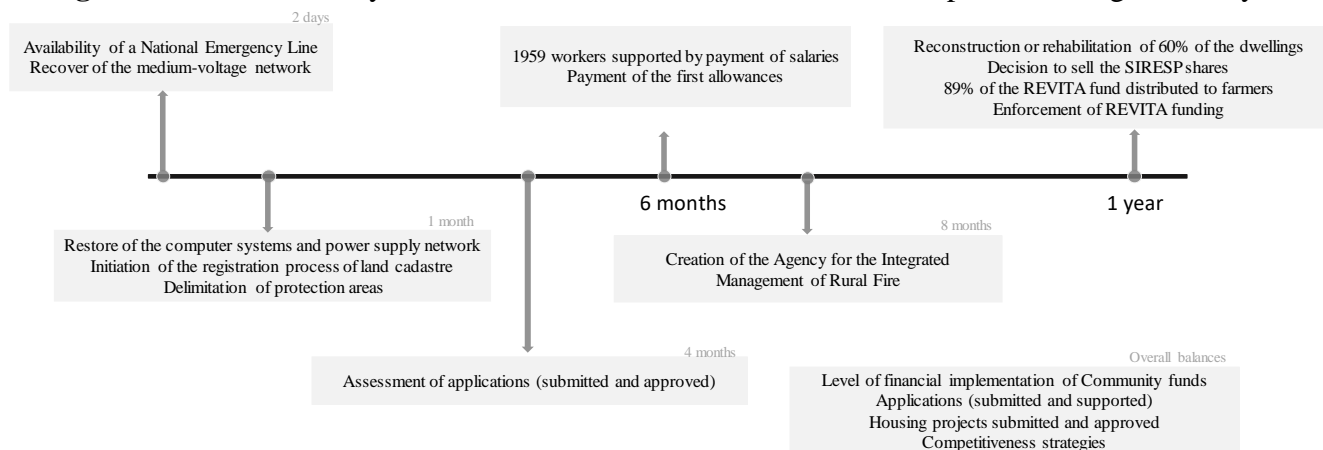 2 days
Availability of a National Emergency Line
Recover of the medium-voltage network
1959 workers supported by payment of salaries
Payment of the first allowances
Reconstruction or rehabilitation of 60% of the dwellings
Decision to sell the SIRESP shares
89% of the REVITA fund distributed to farmers
Enforcement of REVITA funding
6 months
1 year
1 month
Restore of the computer systems and power supply network
Initiation of the registration process of land cadastre
Delimitation of protection areas
8 months
Creation of the Agency for the Integrated
Management of Rural Fire
4 months
Assessment of applications (submitted and approved)
Overall balances
Level of financial implementation of Community funds
Applications (submitted and supported)
Housing projects submitted and approved
Competitiveness strategies